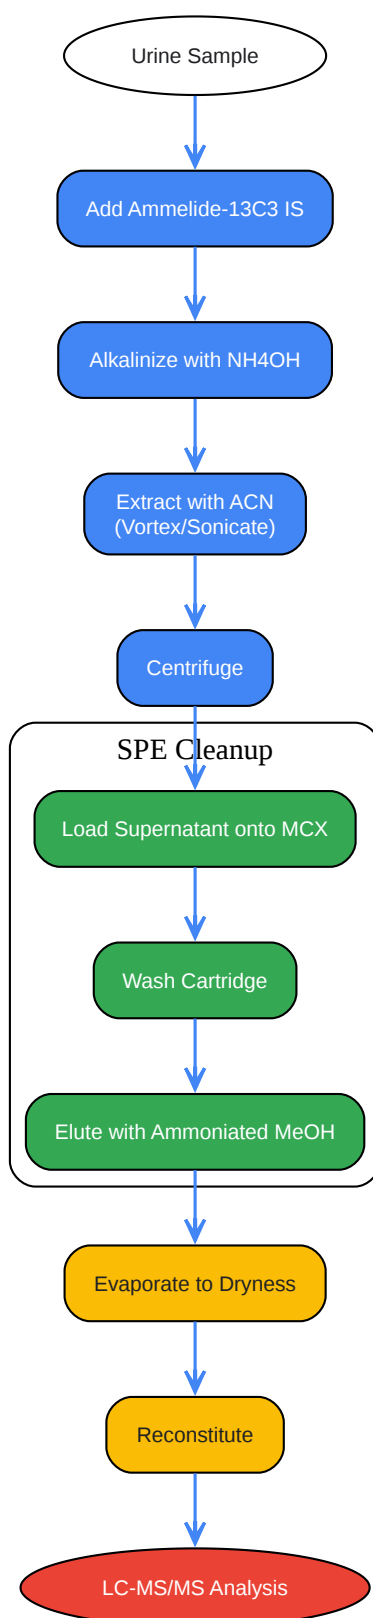 Urine Sample
Add Ammelide-13C3 IS
Alkalinize with NH4OH
Extract with ACN
(Vortex/Sonicate)
Centrifuge
SPE Cleanup
Load Supernatant onto MCX
Wash Cartridge
Elute with Ammoniated MeOH
Evaporate to Dryness
Reconstitute
LC-MS/MS Analysis